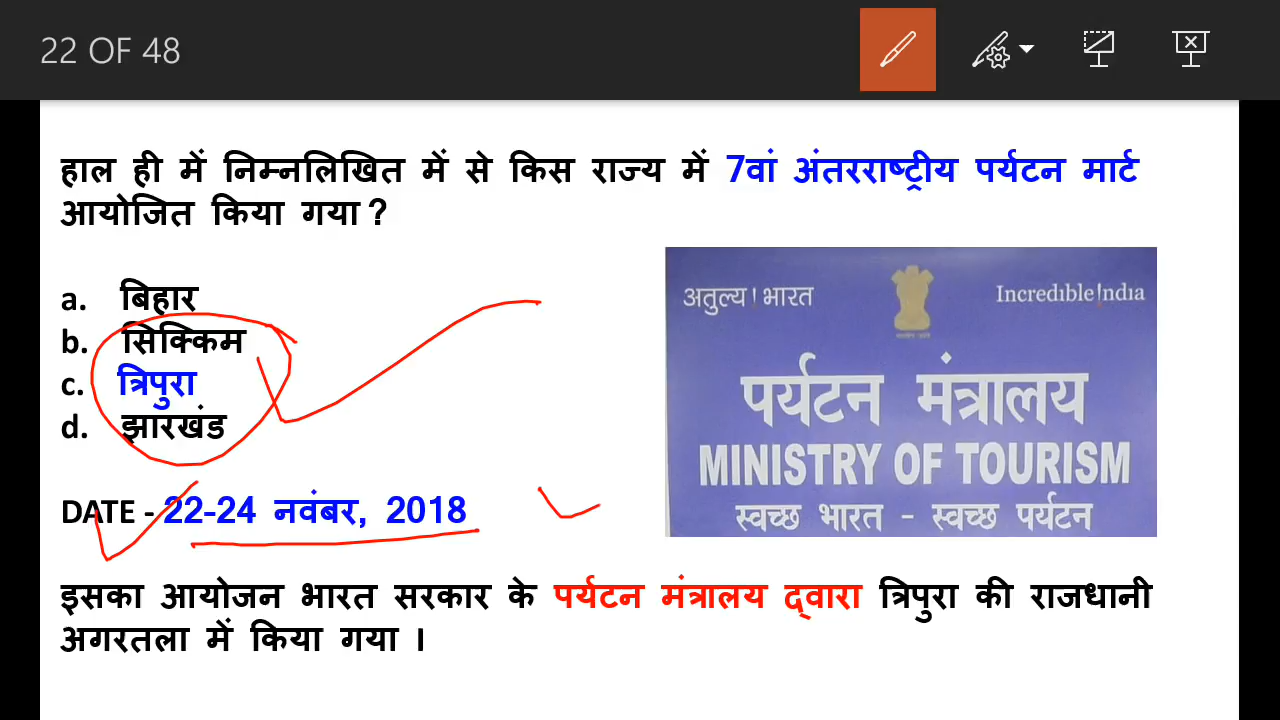 22 OF 48
हाल ही में निम्नलिखित में से किस राज्य में 7वां अंतरराष्ट्रीय पर्यटन मार्ट
आयोजित किया गया ?
a. बिहार
b. सिक्किम
c. त्रिपुरा
d. झारखंड
अतुल्य ! भारत
Incredible!ndia
पर्यटन मंत्रालय
MINISTRY OF TOURISM
स्वच्छ भारत - स्वच्छ पर्यटन
DATE - 22-24 नवंबर, 2018
इसका आयोजन भारत सरकार के पर्यटन मंत्रालय द्वारा त्रिपुरा की राजधानी
अगरतला में किया गया ।